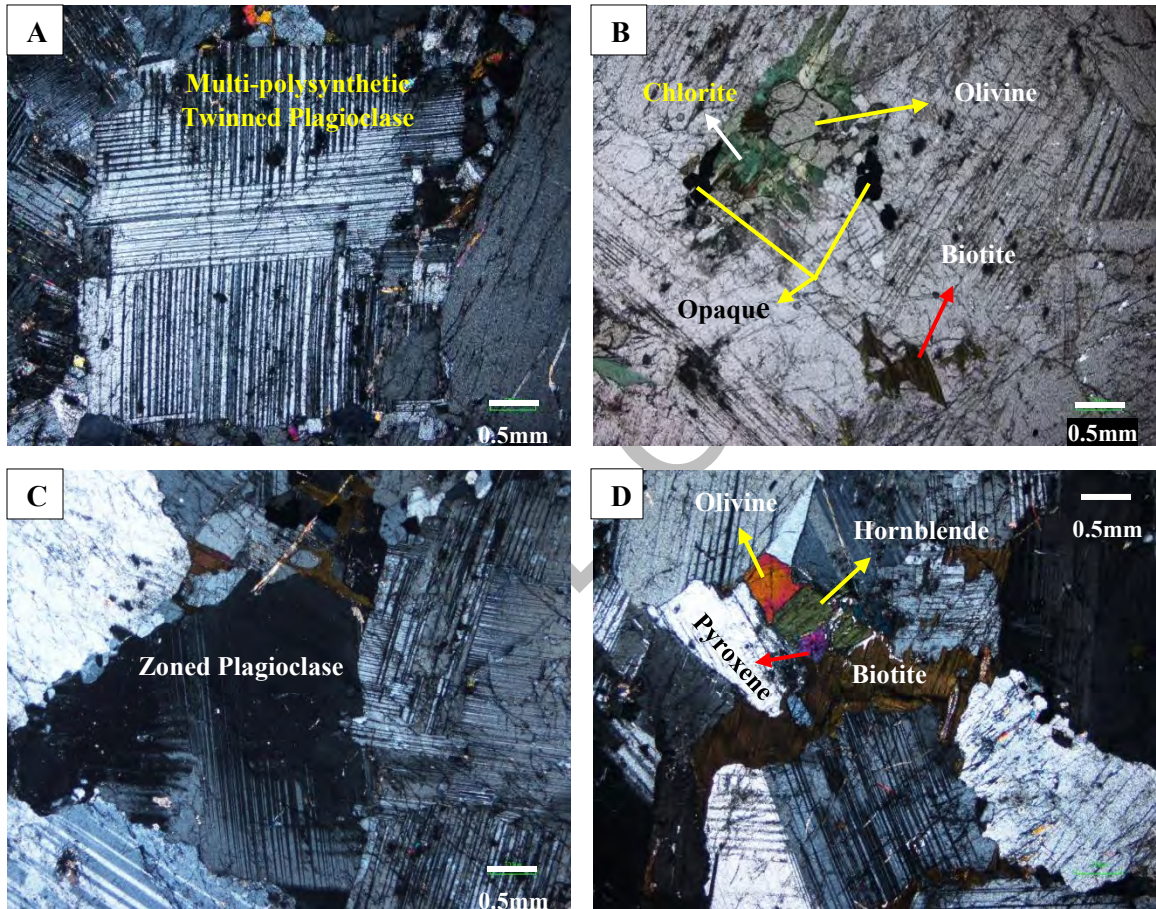 A
Multi-polysynthetic
Twinned Plagioclase
0.5mm
B
Chlorite
Olivine
Biotite
Opaque
0.5mm
C
Zoned Plagioclase
0.5mm
D
Olivine
Hornblende
0.5mm
Pyroxene
Biotite